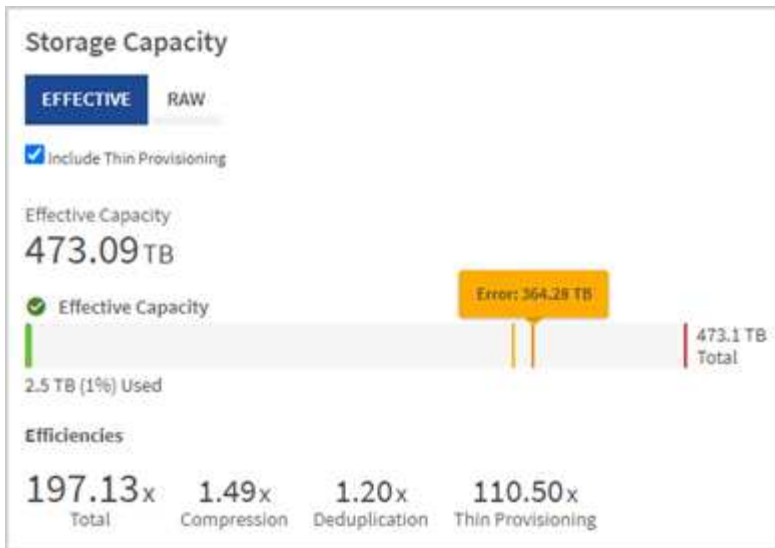 Storage Capacity
EFFECTIVE RAW
Include Thin Provisioning
Effective Capacity
473.09 TB
Error: 364.28 TB
Effective Capacity
473.1 TB
Total
2.5 TB (1%) Used
Efficiencies
197.13x 1.49x 1.20x 110.50x
Total Compression Deduplication Thin Provisioning